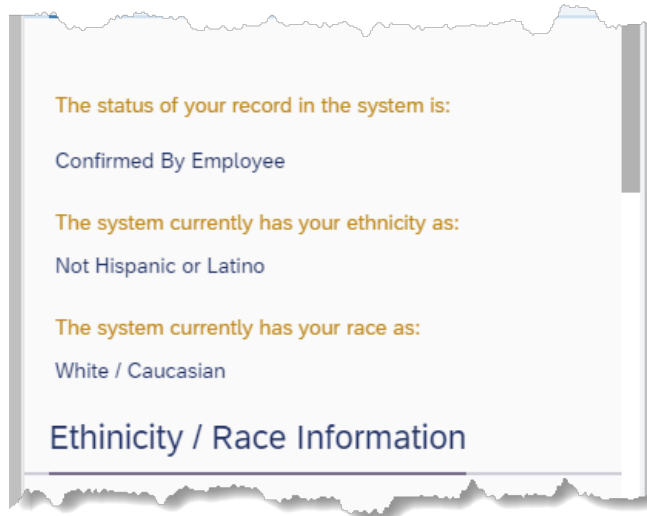 The status of your record in the system is:
Confirmed By Employee
The system currently has your ethnicity as:
Not Hispanic or Latino
The system currently has your race as:
White / Caucasian
Ethinicity / Race Information